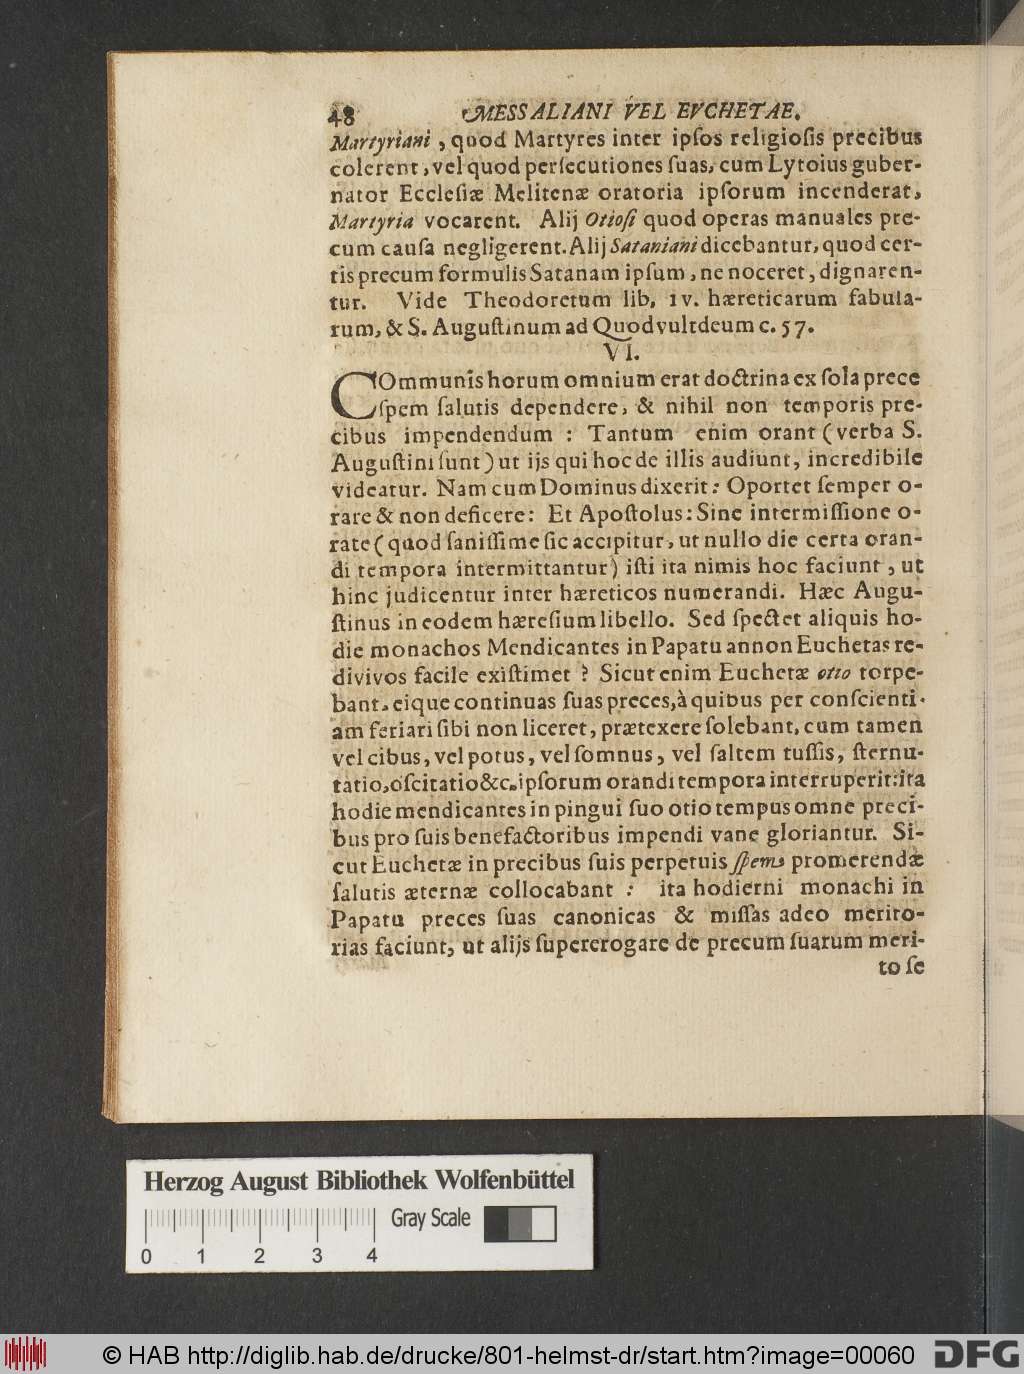 48 MESSALIANI VEL EVCHETAE.
Martyriani, quod Martyres inter ipſos religioſis precibus
colerent, vel quod perſecutiones ſuas, cum Lytoius guber-
nator Eccleſiæ Melitenæ oratoria ipſorum incenderat,
Martyria vocarent. Alij Otioſi quod operas manuales pre-
cum cauſa negligerent. Alij Sataniani dicebantur, quod cer-
tis precum formulis Satanam ipſum, ne noceret, dignaren-
tur. Vide Theodoretum lib. IV. hæreticarum fabula-
rum, & S. Auguſtinum ad Quodvultdeum c. 57.
VI.
COmmunis horum omnium erat doctrina ex ſola prece
ſpem ſalutis dependere, & nihil non temporis pre-
cibus impendendum : Tantum enim orant (verba S.
Auguſtini ſunt) ut ijs qui hoc de illis audiunt, incredibile
videatur. Nam cum Dominus dixerit: Oportet ſemper o-
rare & non deficere: Et Apoſtolus: Sine intermiſſione o-
rate (quod ſaniſſime ſic accipitur, ut nullo die certa oran-
di tempora intermittantur) iſti ita nimis hoc faciunt, ut
hinc judicentur inter hæreticos numerandi. Hæc Augu-
ſtinus in eodem hæreſium libello. Sed ſpectet aliquis ho-
die monachos Mendicantes in Papatu annon Euchetas re-
divivos facile exiſtimet ? Sicut enim Euchetæ otio torpe-
bant, eique continuas ſuas preces, à quibus per conſcienti-
am feriari ſibi non liceret, prætexere ſolebant, cum tamen
vel cibus, vel potus, vel ſomnus, vel ſaltem tuſſis, ſternu-
tatio, oſcitatio &c. ipſorum orandi tempora interruperit: ita
hodie mendicantes in pingui ſuo otio tempus omne preci-
bus pro ſuis benefactoribus impendi vane gloriantur. Si-
cut Euchetæ in precibus ſuis perpetuis ſpem promerendæ
ſalutis æternæ collocabant : ita hodierni monachi in
Papatu preces ſuas canonicas & miſſas adeo merito-
rias faciunt, ut alijs ſupererogare de precum ſuarum meri-
to ſe
Herzog August Bibliothek Wolfenbüttel
Gray Scale
0 1 2 3 4
© HAB http://diglib.hab.de/drucke/801-helmst-dr/start.htm?image=00060
DFG